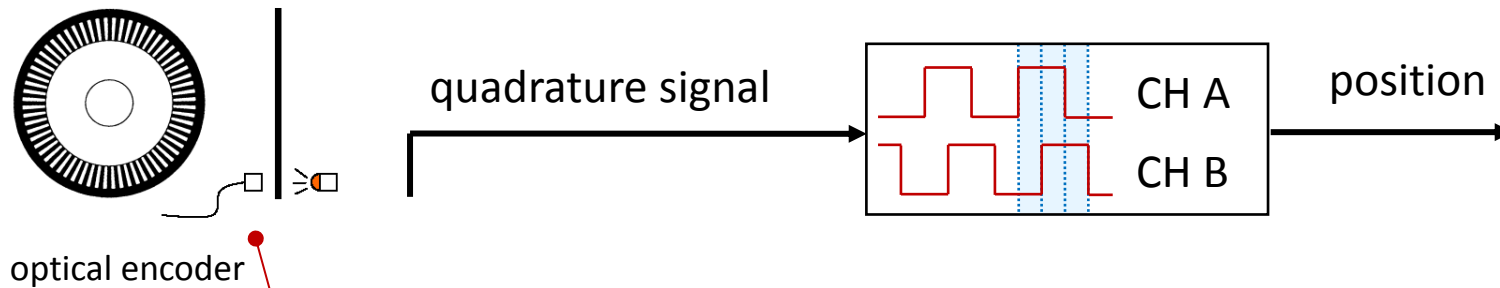 quadrature signal
CH A
CH B
position
optical encoder